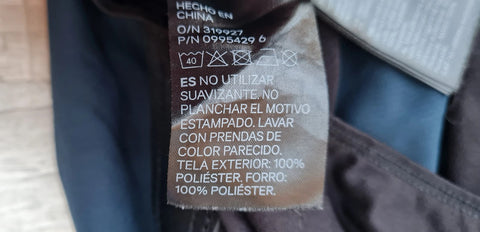 HECHO EN
CHINA
O/N 319927
P/N 0995429 6
40
ES NO UTILIZAR
SUAVIZANTE. NO
PLANCHAR EL MOTIVO
ESTAMPADO. LAVAR
CON PRENDAS DE
COLOR PARECIDO.
TELA EXTERIOR: 100%
POLIÉSTER. FORRO:
100% POLIÉSTER.